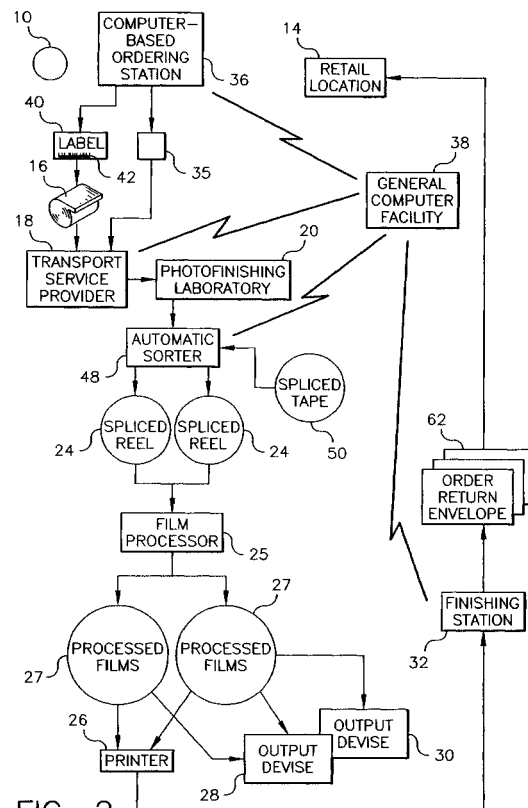 10
COMPUTER-
BASED
ORDERING
STATION
36
14
RETAIL
LOCATION
40
LABEL
42
35
16
38
GENERAL
COMPUTER
FACILITY
18
TRANSPORT
SERVICE
PROVIDER
20
PHOTOFINISHING
LABORATORY
AUTOMATIC
SORTER
48
SPLICED
TAPE
50
SPLICED
REEL
24
SPLICED
REEL
24
62
ORDER
RETURN
ENVELOPE
FILM
PROCESSOR
25
27
PROCESSED
FILMS
27
PROCESSED
FILMS
FINISHING
STATION
32
26
PRINTER
OUTPUT
DEVISE
28
OUTPUT
DEVISE
30